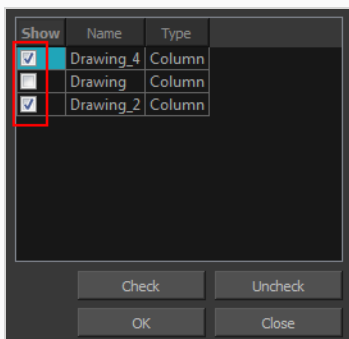 Show Name Type
Drawing_4 Column
Drawing Column
Drawing_2 Column
Check Uncheck
OK Close